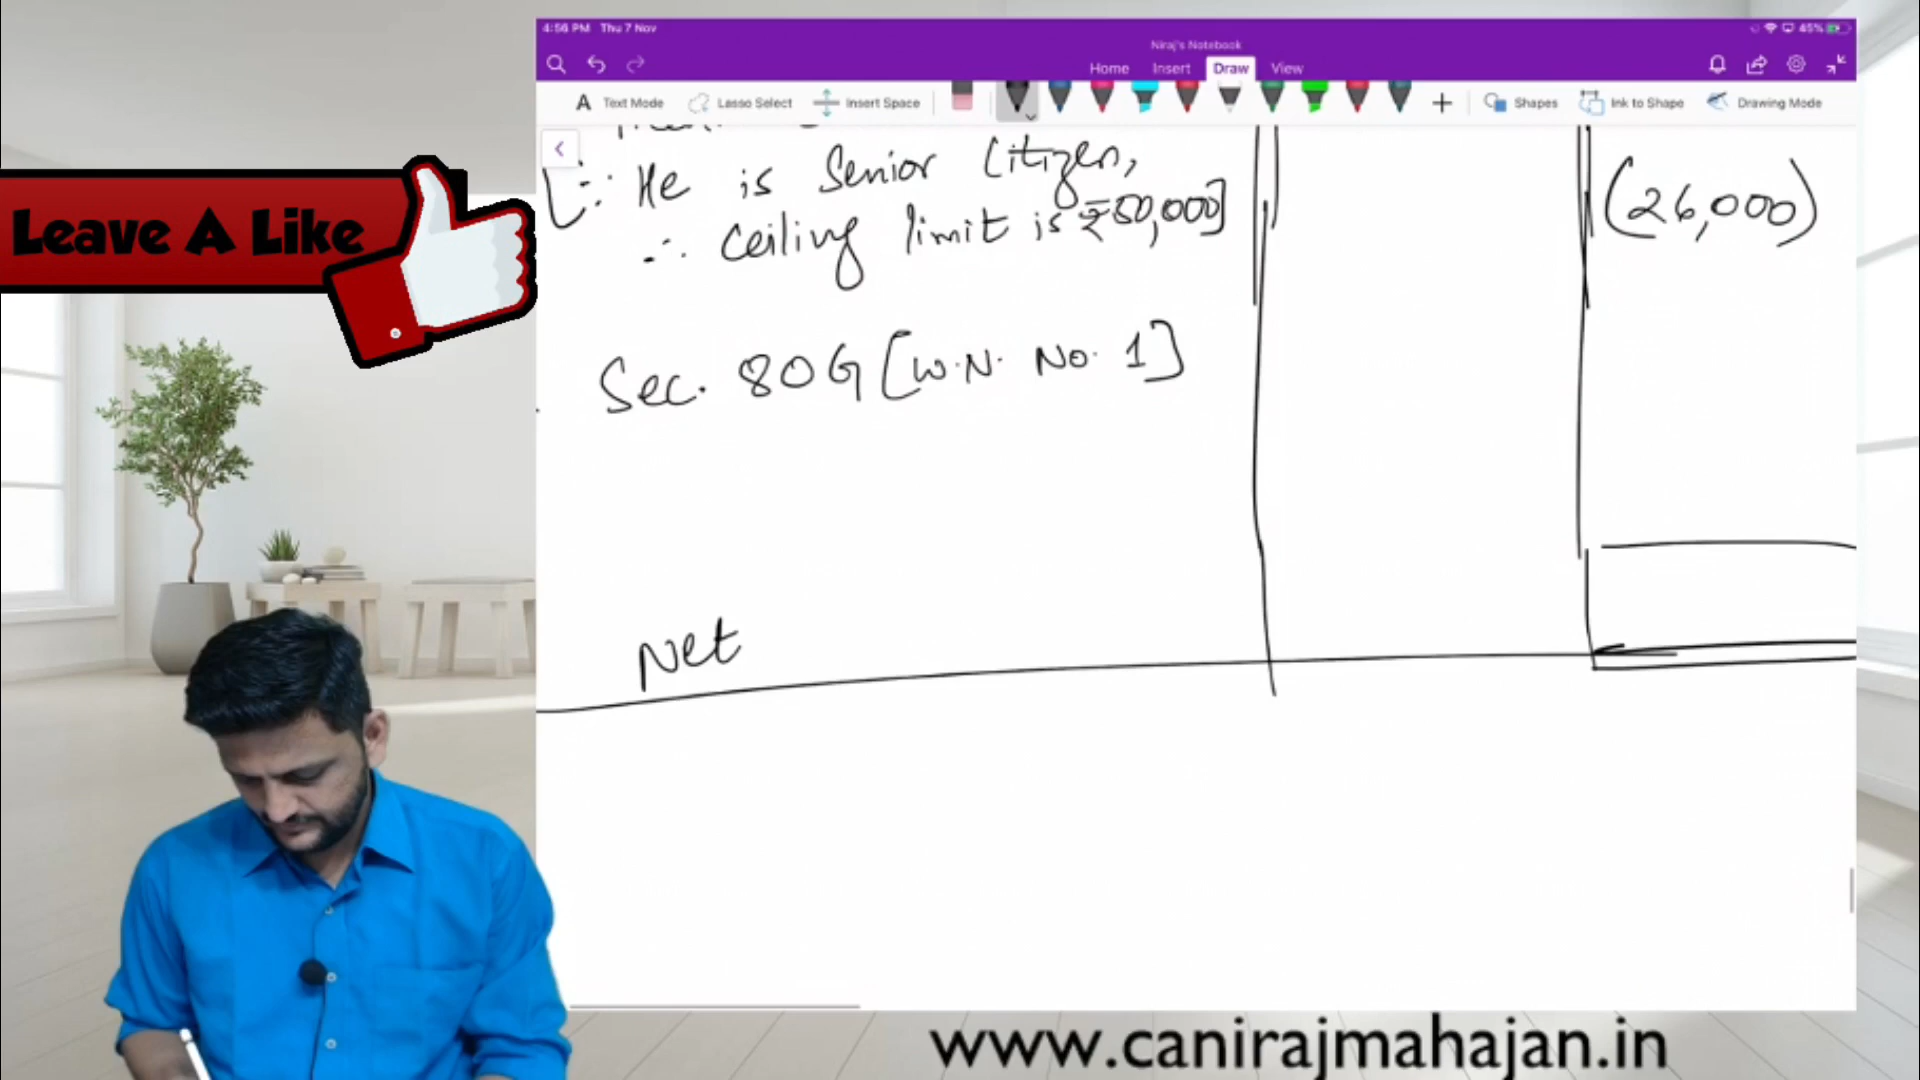 4:56 PM Thu 7 Nov
45%
Niraj's Notebook
Home Insert Draw View
A Text Mode Lasso Select Insert Space + Shapes Ink to Shape Drawing Mode
[∵ He is Senior Citizen,
∴ ceiling limit is ₹50,000]
(26,000)
Sec. 80G [W.N. No. 1]
Net
Leave A Like
www.canirajmahajan.in